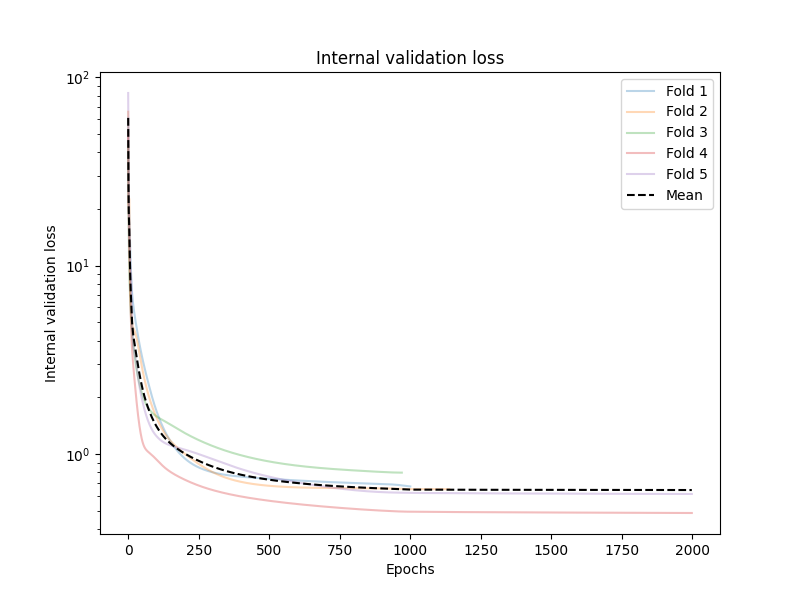 Internal validation loss
Internal validation loss
10²
10¹
10⁰
Fold 1
Fold 2
Fold 3
Fold 4
Fold 5
Mean
0 250 500 750 1000 1250 1500 1750 2000
Epochs